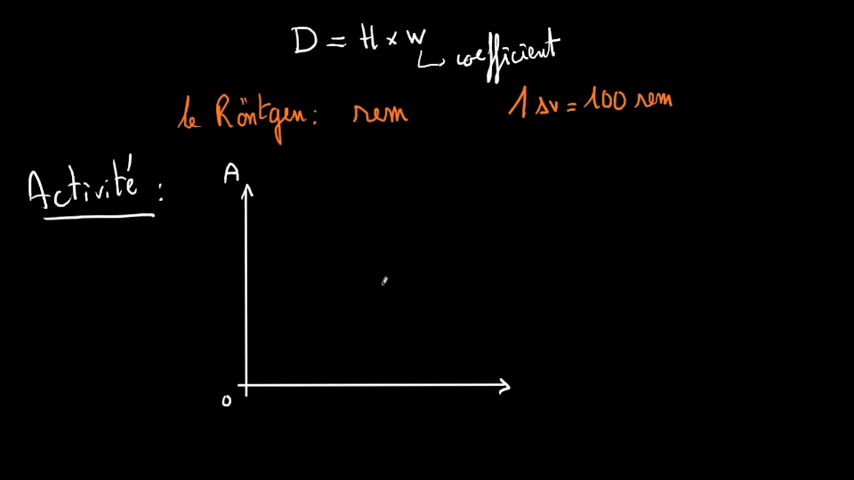 D = H × w
coefficient
le Röntgen : rem
1 sv = 100 rem
Activité :
A
0